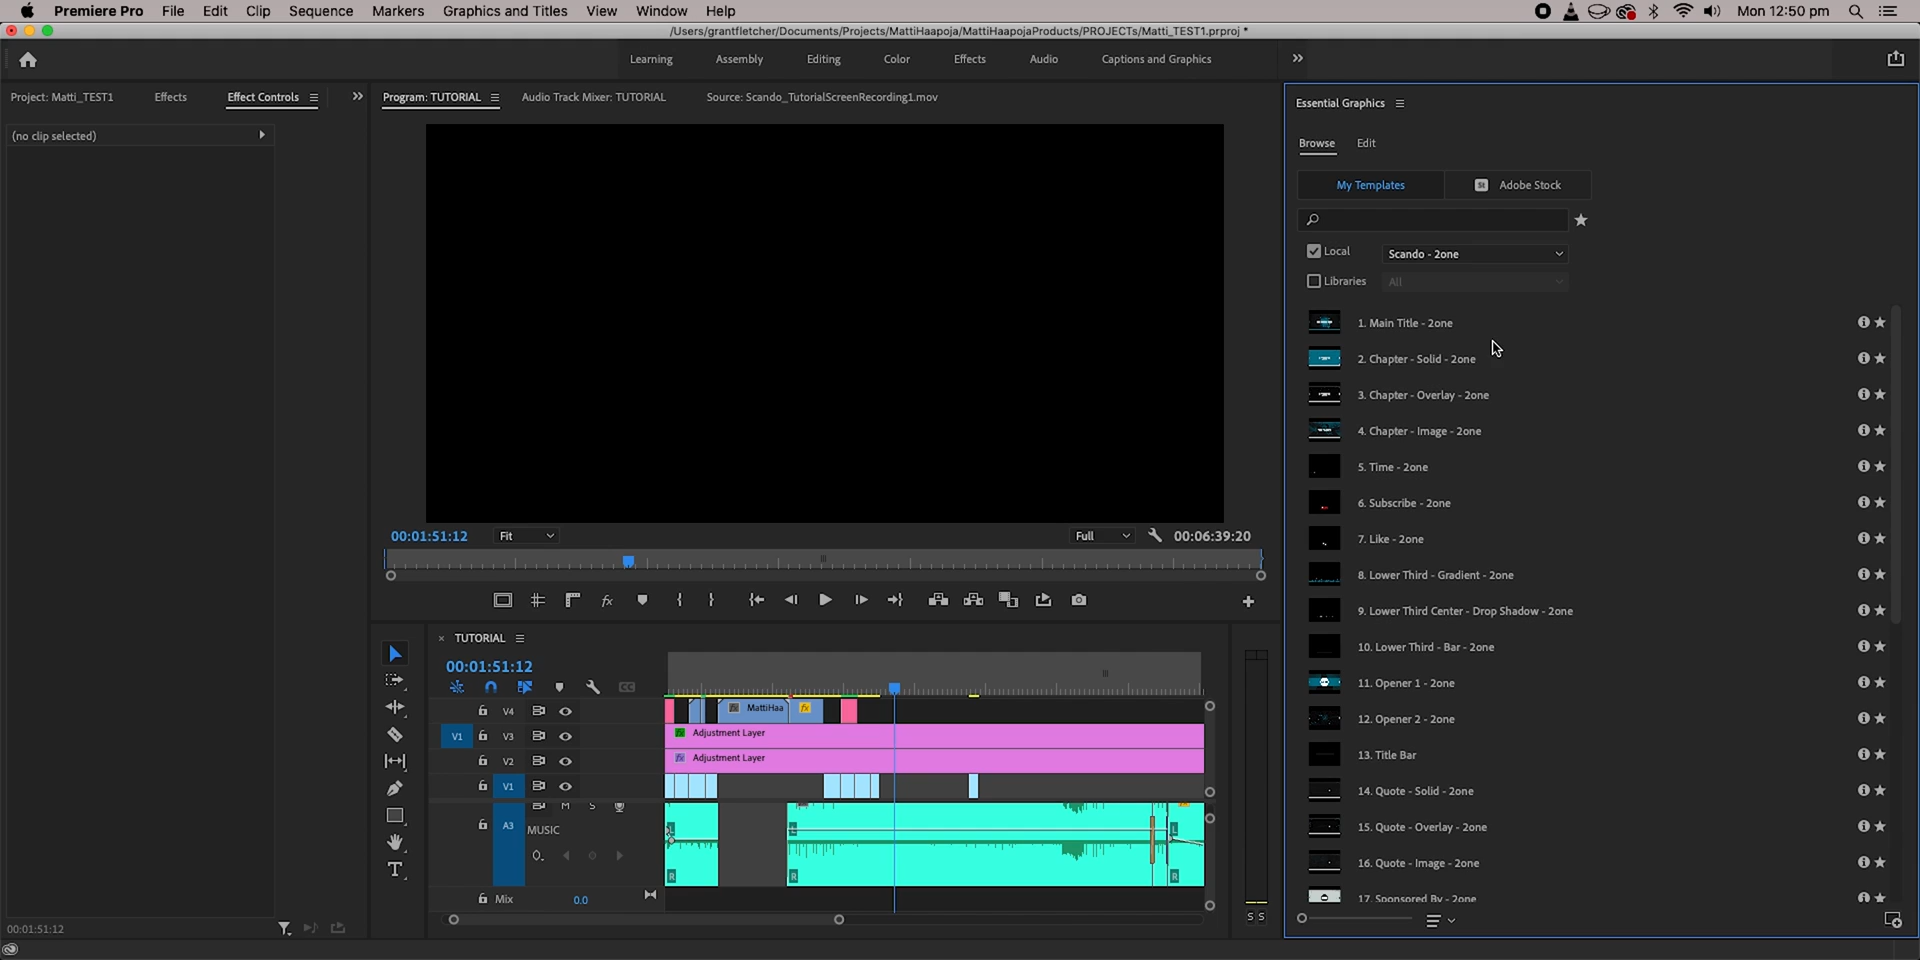 Premiere Pro File Edit Clip Sequence Markers Graphics and Titles View Window Help Mon 12:50 pm
/Users/grantfletcher/Documents/Projects/MattiHaapoja/MattiHaapojaProducts/PROJECTs/Matti_TEST1.prproj *
Learning Assembly Editing Color Effects Audio Captions and Graphics
Project: Matti_TEST1 Effects Effect Controls Program: TUTORIAL Audio Track Mixer: TUTORIAL Source: Scando_TutorialScreenRecording1.mov
Essential Graphics
(no clip selected)
Browse Edit
My Templates St Adobe Stock
Local Scando - 2one
Libraries All
1. Main Title - 2one
2. Chapter - Solid - 2one
3. Chapter - Overlay - 2one
4. Chapter - Image - 2one
5. Time - 2one
6. Subscribe - 2one
7. Like - 2one
8. Lower Third - Gradient - 2one
9. Lower Third Center - Drop Shadow - 2one
10. Lower Third - Bar - 2one
11. Opener 1 - 2one
12. Opener 2 - 2one
13. Title Bar
14. Quote - Solid - 2one
15. Quote - Overlay - 2one
16. Quote - Image - 2one
17. Sponsored By - 2one
00:01:51:12 Fit Full 00:06:39:20
TUTORIAL
00:01:51:12
V4 MattiHaa
V1 V3 Adjustment Layer
V2 Adjustment Layer
V1
M S
A3 MUSIC
L L L
R R R
Mix 0.0
S S
00:01:51:12